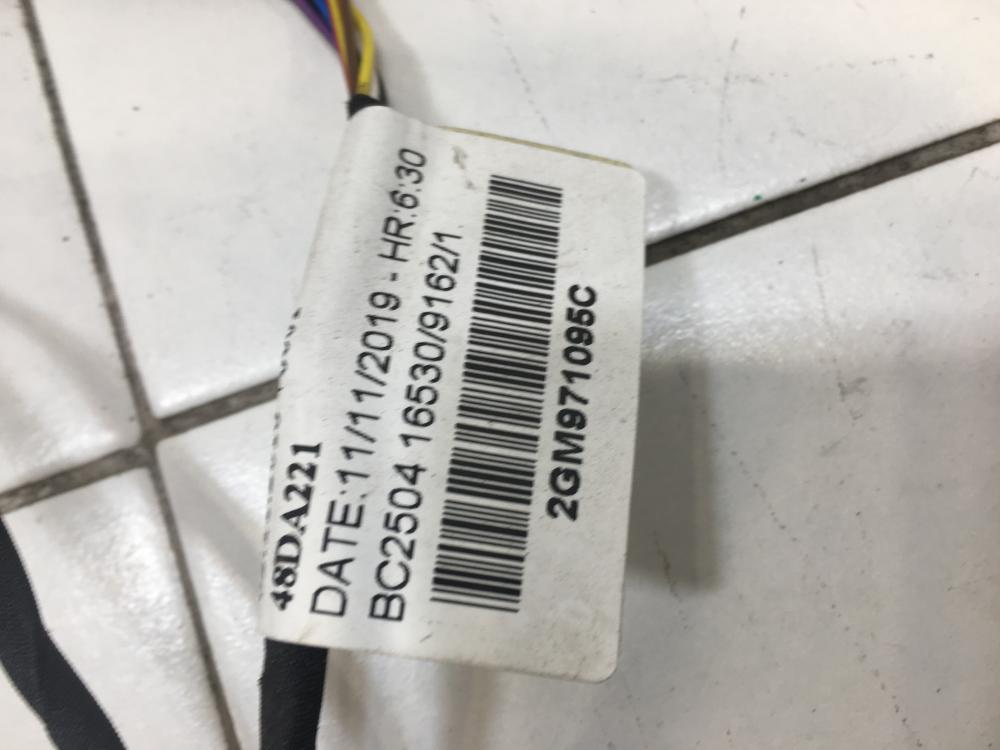 48DA221
DATE:11/11/2019 - HR:6:30
BC2504 16530/9162/1
2GM971095C